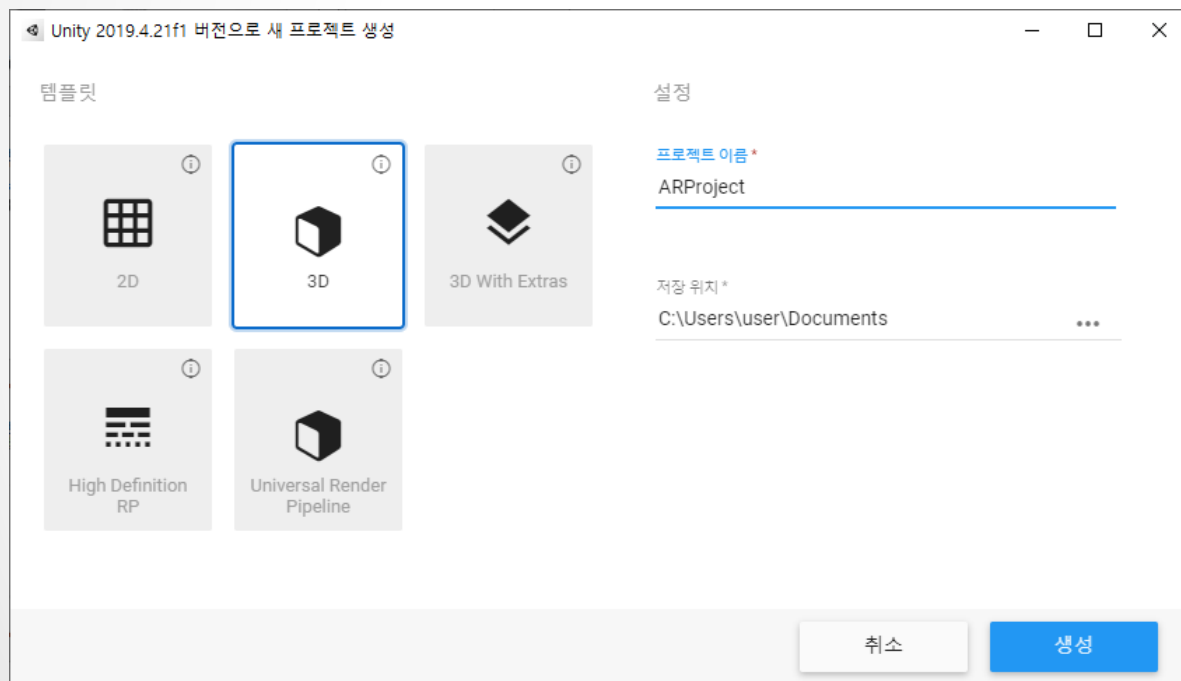 Unity 2019.4.21f1 버전으로 새 프로젝트 생성
템플릿
2D
3D
3D With Extras
High Definition
RP
Universal Render
Pipeline
설정
프로젝트 이름 *
ARProject
저장 위치 *
C:\Users\user\Documents
취소
생성